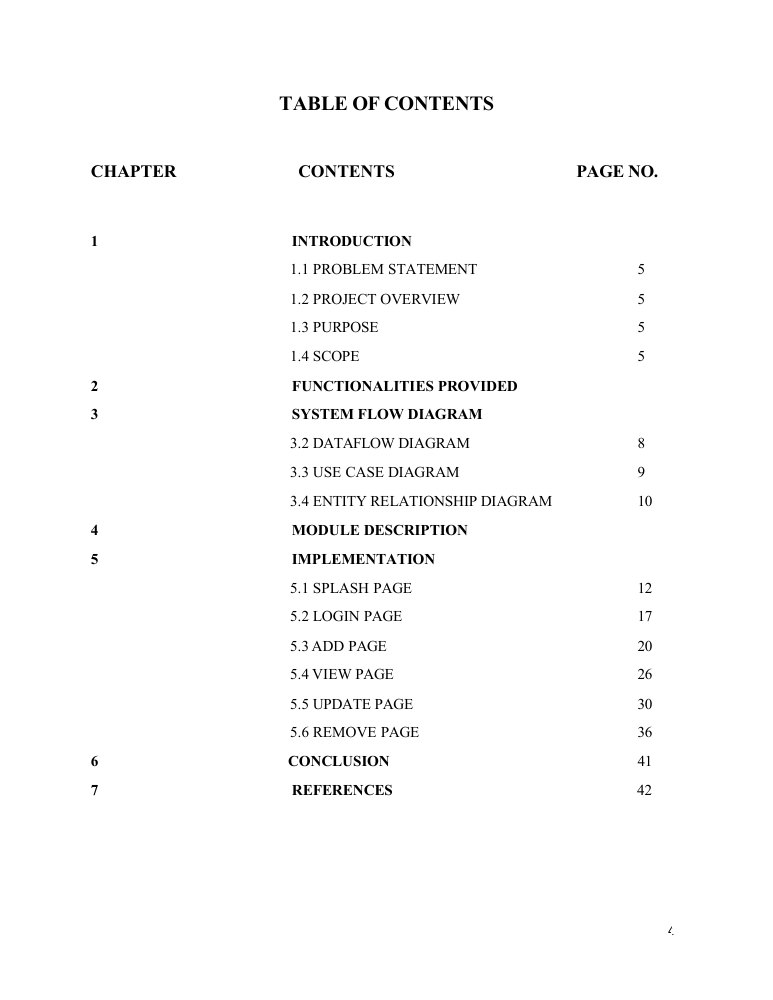 TABLE OF CONTENTS
CHAPTER CONTENTS PAGE NO.
1 INTRODUCTION
1.1 PROBLEM STATEMENT 5
1.2 PROJECT OVERVIEW 5
1.3 PURPOSE 5
1.4 SCOPE 5
2 FUNCTIONALITIES PROVIDED
3 SYSTEM FLOW DIAGRAM
3.2 DATAFLOW DIAGRAM 8
3.3 USE CASE DIAGRAM 9
3.4 ENTITY RELATIONSHIP DIAGRAM 10
4 MODULE DESCRIPTION
5 IMPLEMENTATION
5.1 SPLASH PAGE 12
5.2 LOGIN PAGE 17
5.3 ADD PAGE 20
5.4 VIEW PAGE 26
5.5 UPDATE PAGE 30
5.6 REMOVE PAGE 36
6 CONCLUSION 41
7 REFERENCES 42
4